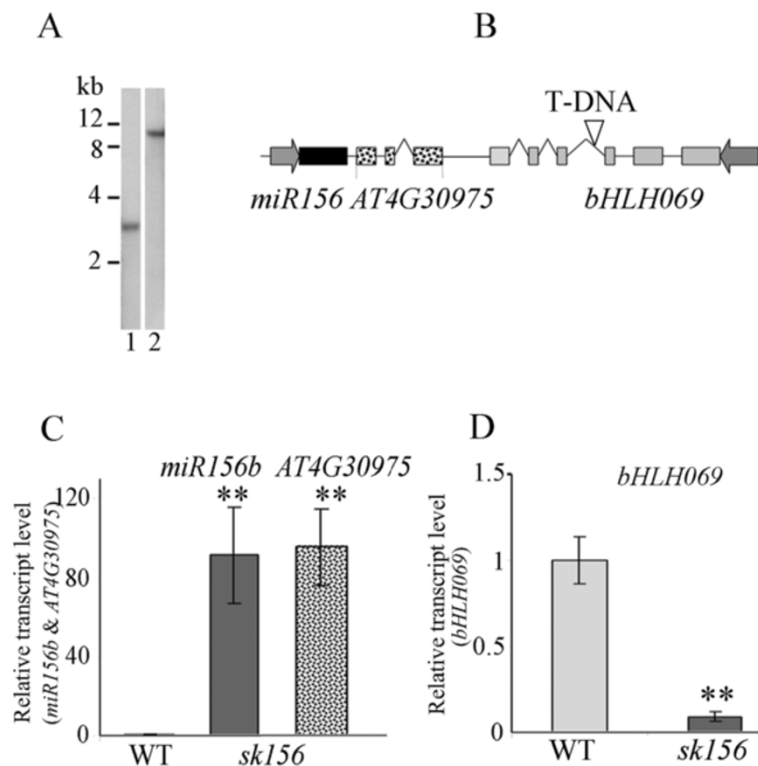 A
kb
12
8
4
2
1 2
B
T-DNA
miR156 AT4G30975 bHLH069
C
miR156b AT4G30975
Relative transcript level
(miR156b & AT4G30975)
120
80
40
0
** **
WT sk156
D
bHLH069
Relative transcript level
(bHLH069)
1.5
1
0.5
0
**
WT sk156